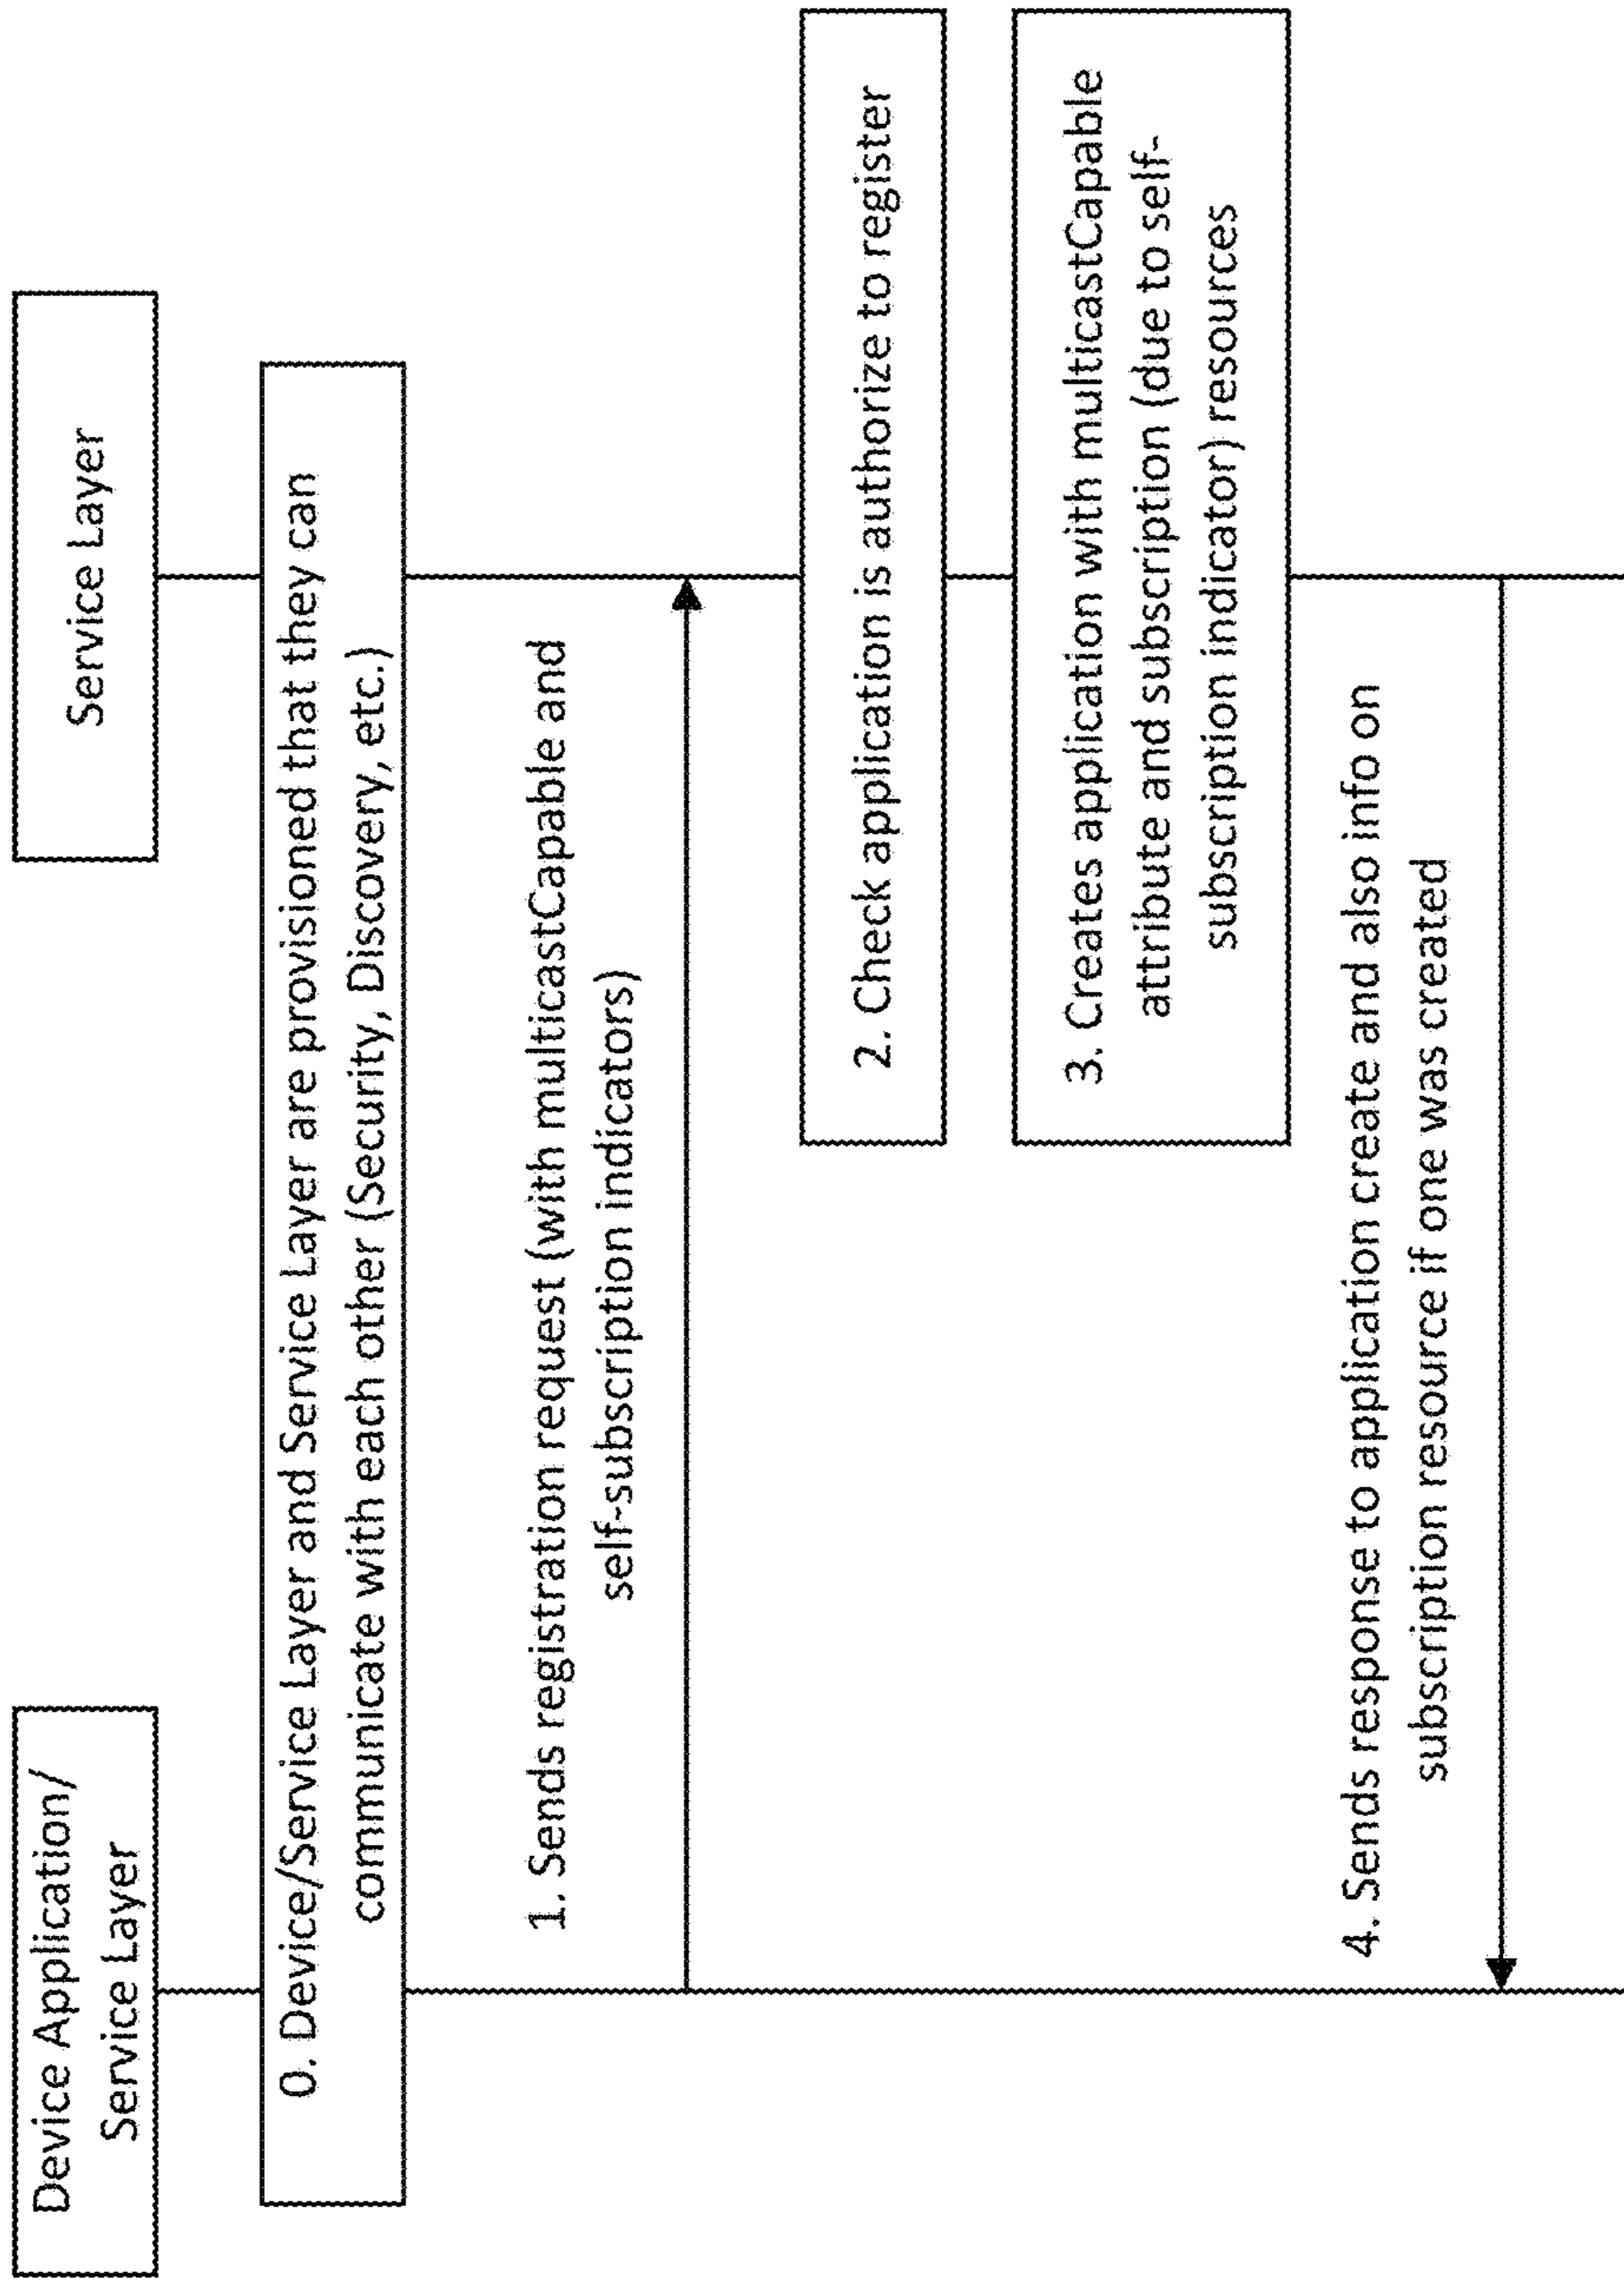 Device Application/
Service Layer
Service Layer
0. Device/Service Layer and Service Layer are provisioned that they can
communicate with each other (Security, Discovery, etc.)
1. Sends registration request (with multicastCapable and
self-subscription indicators)
2. Check application is authorize to register
3. Creates application with multicastCapable
attribute and subscription (due to self-
subscription indicator) resources
4. Sends response to application create and also info on
subscription resource if one was created